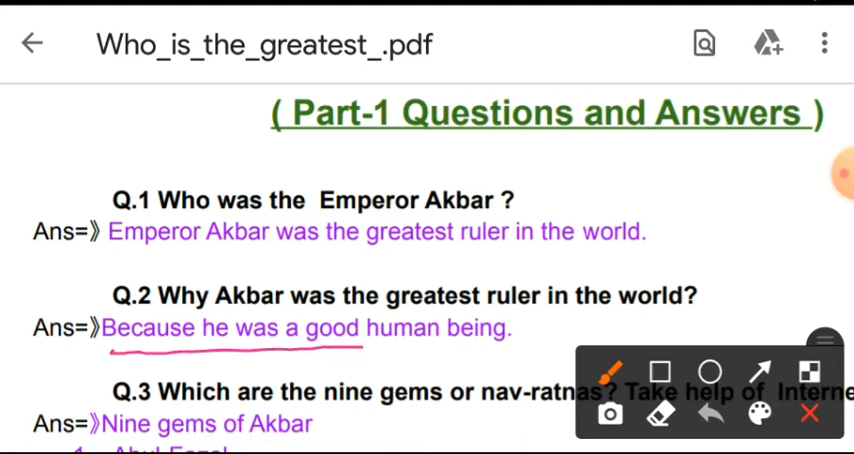 Who_is_the_greatest_.pdf
( Part-1 Questions and Answers )
Q.1 Who was the Emperor Akbar ?
Ans=》 Emperor Akbar was the greatest ruler in the world.
Q.2 Why Akbar was the greatest ruler in the world?
Ans=》Because he was a good human being.
Q.3 Which are the nine gems or nav-ratnas? Take help of Interne
Ans=》Nine gems of Akbar
1. Abul Fazal